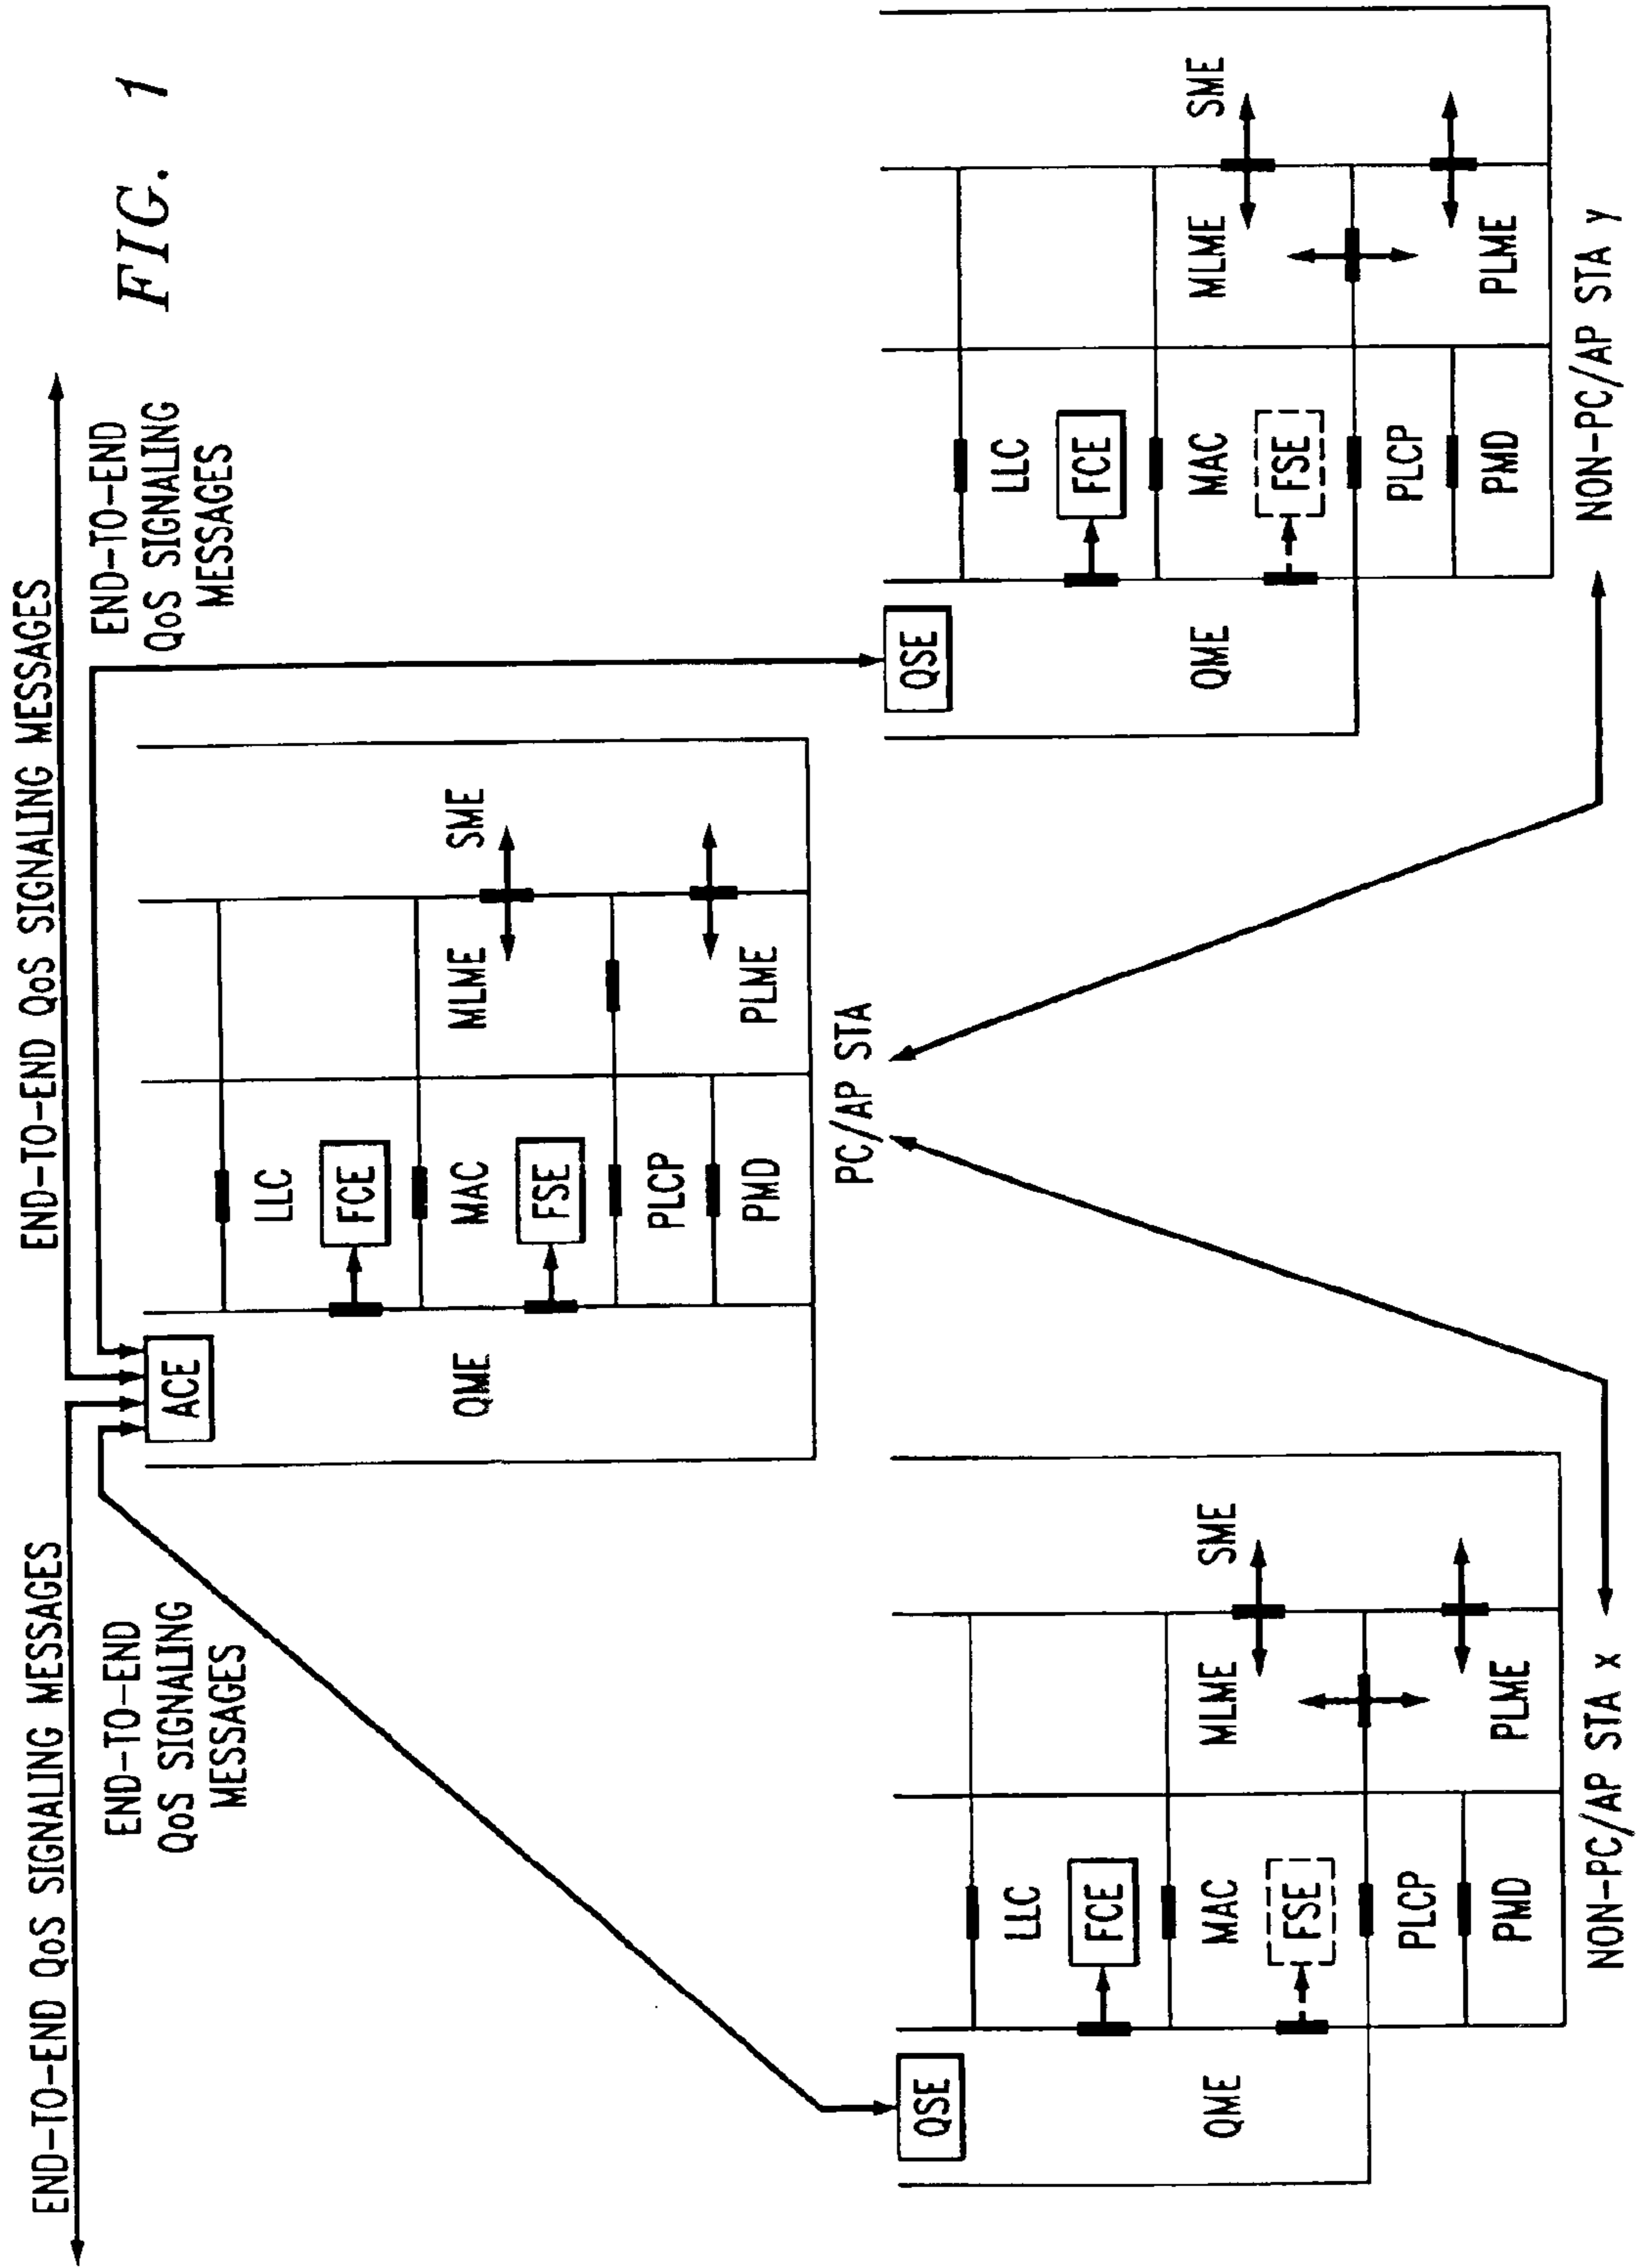 FIG. 1
END-TO-END QoS SIGNALING MESSAGES
END-TO-END QoS SIGNALING MESSAGES
END-TO-END
QoS SIGNALING
MESSAGES
END-TO-END
QoS SIGNALING
MESSAGES
ACE
QME
LLC
FCE
MAC
FSE
PLCP
PMD
MLME
PLME
SME
PC/AP STA
QSE
QME
LLC
FCE
MAC
FSE
PLCP
PMD
MLME
PLME
SME
NON-PC/AP STA x
QSE
QME
LLC
FCE
MAC
FSE
PLCP
PMD
MLME
PLME
SME
NON-PC/AP STA y